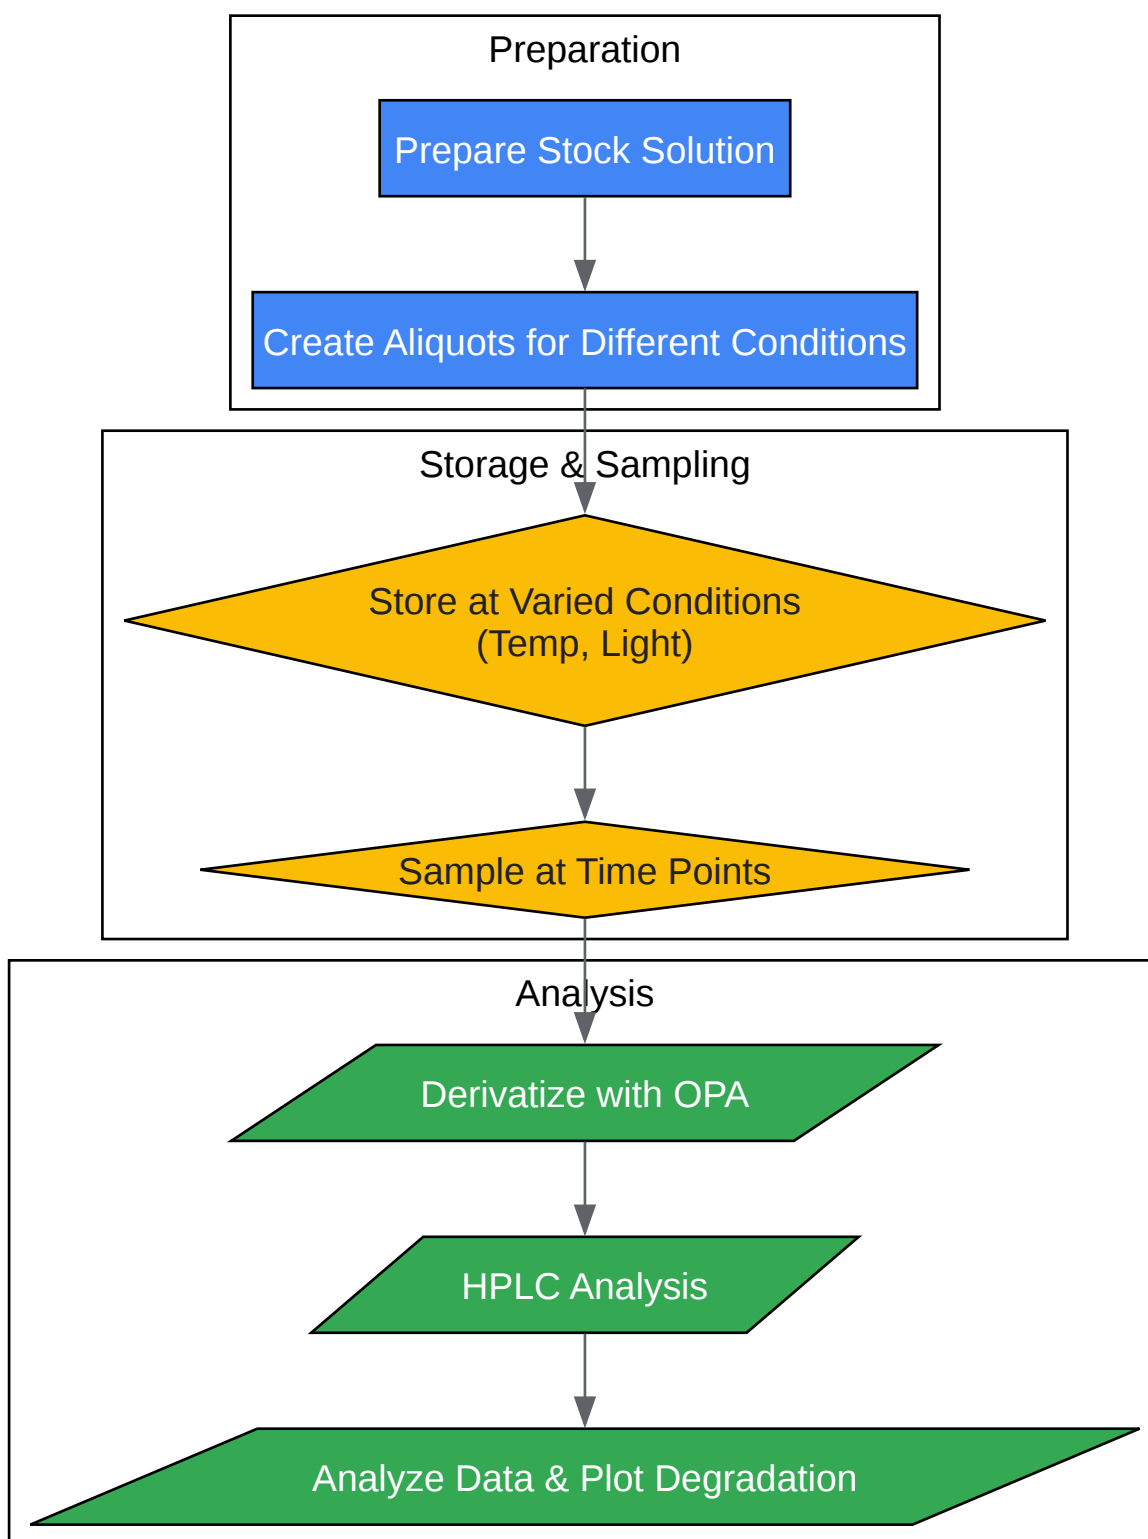 Preparation
Prepare Stock Solution
Create Aliquots for Different Conditions
Storage & Sampling
Store at Varied Conditions
(Temp, Light)
Sample at Time Points
Analysis
Derivatize with OPA
HPLC Analysis
Analyze Data & Plot Degradation